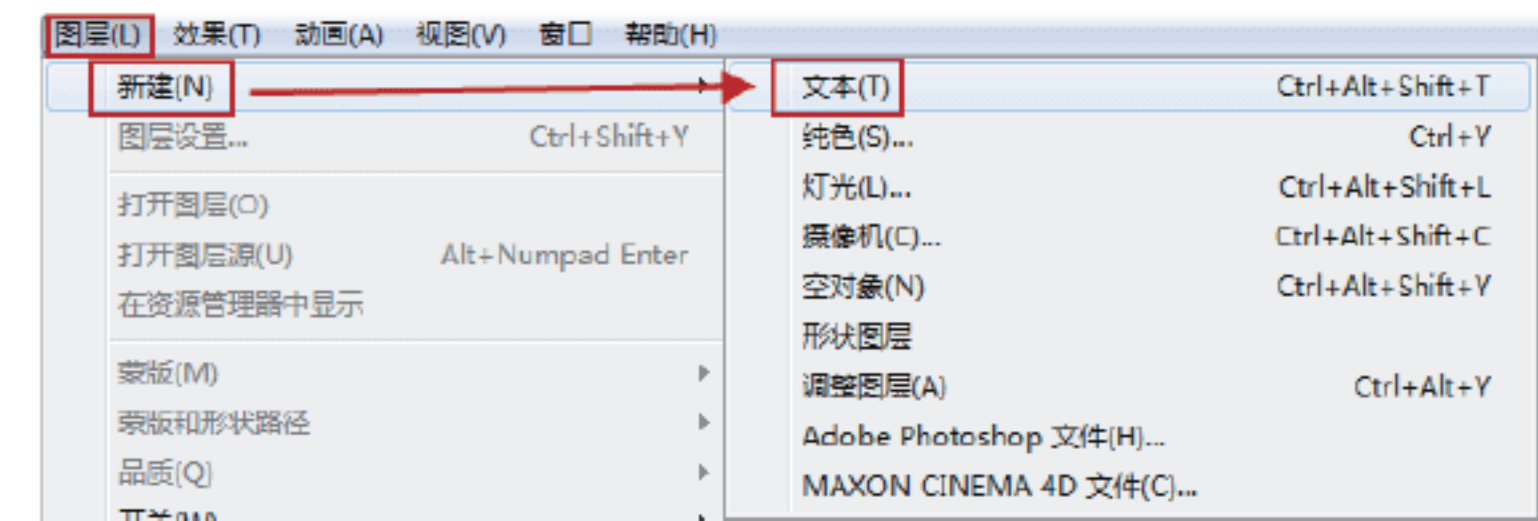 图层(L) 效果(T) 动画(A) 视图(V) 窗口 帮助(H)
新建(N)
图层设置... Ctrl+Shift+Y
打开图层(O)
打开图层源(U) Alt+Numpad Enter
在资源管理器中显示
蒙版(M)
蒙版和形状路径
品质(Q)
开关(W)
文本(T) Ctrl+Alt+Shift+T
纯色(S)... Ctrl+Y
灯光(L)... Ctrl+Alt+Shift+L
摄像机(C)... Ctrl+Alt+Shift+C
空对象(N) Ctrl+Alt+Shift+Y
形状图层
调整图层(A) Ctrl+Alt+Y
Adobe Photoshop 文件(H)...
MAXON CINEMA 4D 文件(C)...